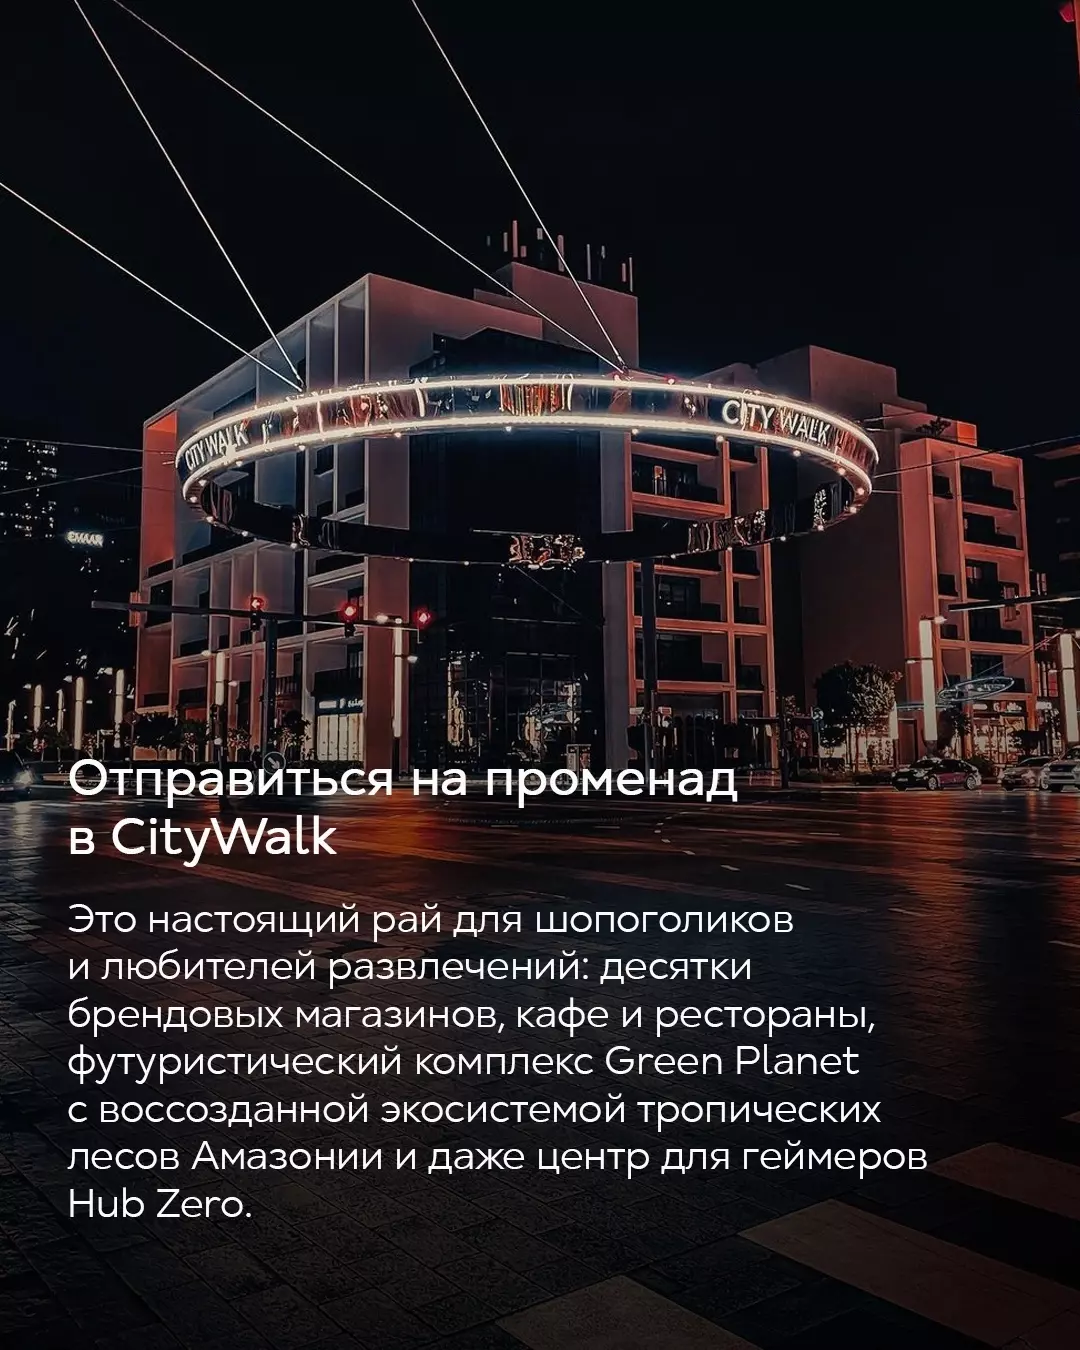 CITY WALK
CITY WALK
EMAAR
Отправиться на променад
в CityWalk
Это настоящий рай для шопоголиков
и любителей развлечений: десятки
брендовых магазинов, кафе и рестораны,
футуристический комплекс Green Planet
с воссозданной экосистемой тропических
лесов Амазонии и даже центр для геймеров
Hub Zero.